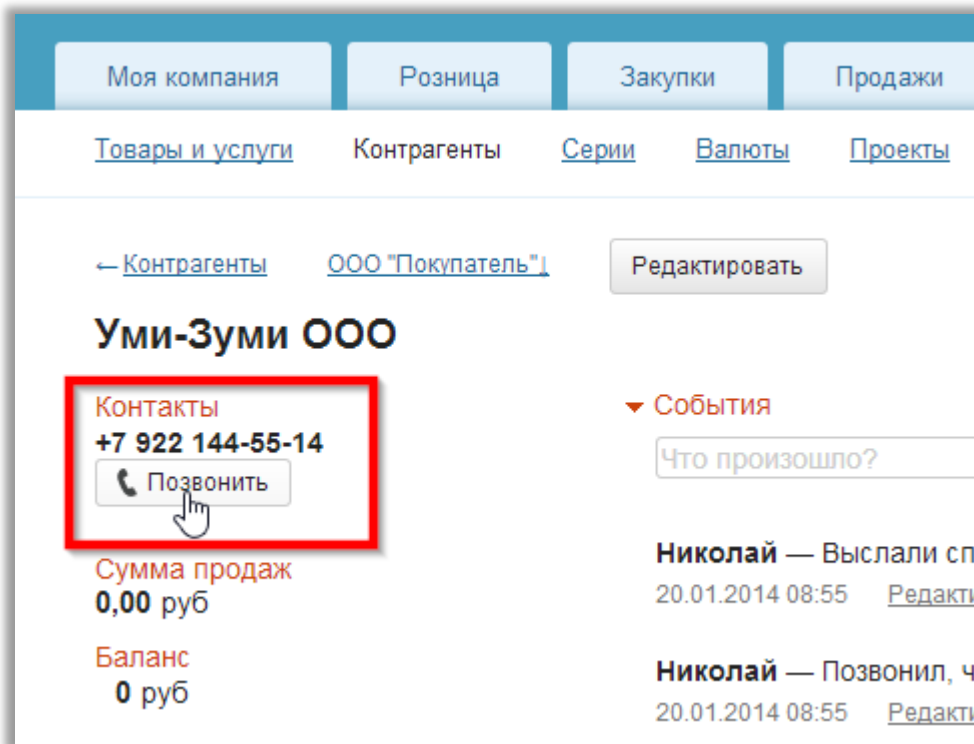 Моя компания Розница Закупки Продажи
Товары и услуги Контрагенты Серии Валюты Проекты
←Контрагенты ООО "Покупатель"↓ Редактировать
Уми-Зуми ООО
Контакты
+7 922 144-55-14
Позвонить
Сумма продаж
0,00 руб
Баланс
0 руб
События
Что произошло?
Николай — Выслали
20.01.2014 08:55
Николай — Позвонил,
20.01.2014 08:55